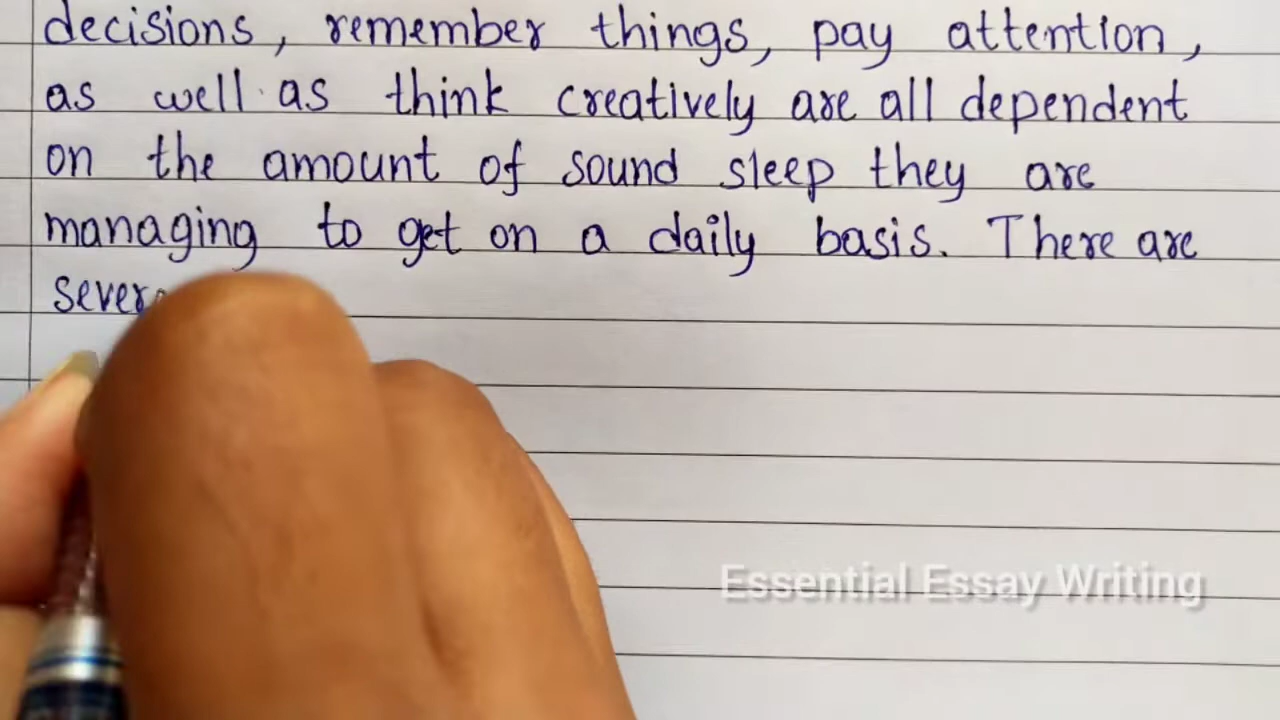 decisions, remember things, pay attention,
as well as think creatively are all dependent
on the amount of sound sleep they are
managing to get on a daily basis. There are
Essential Essay Writing